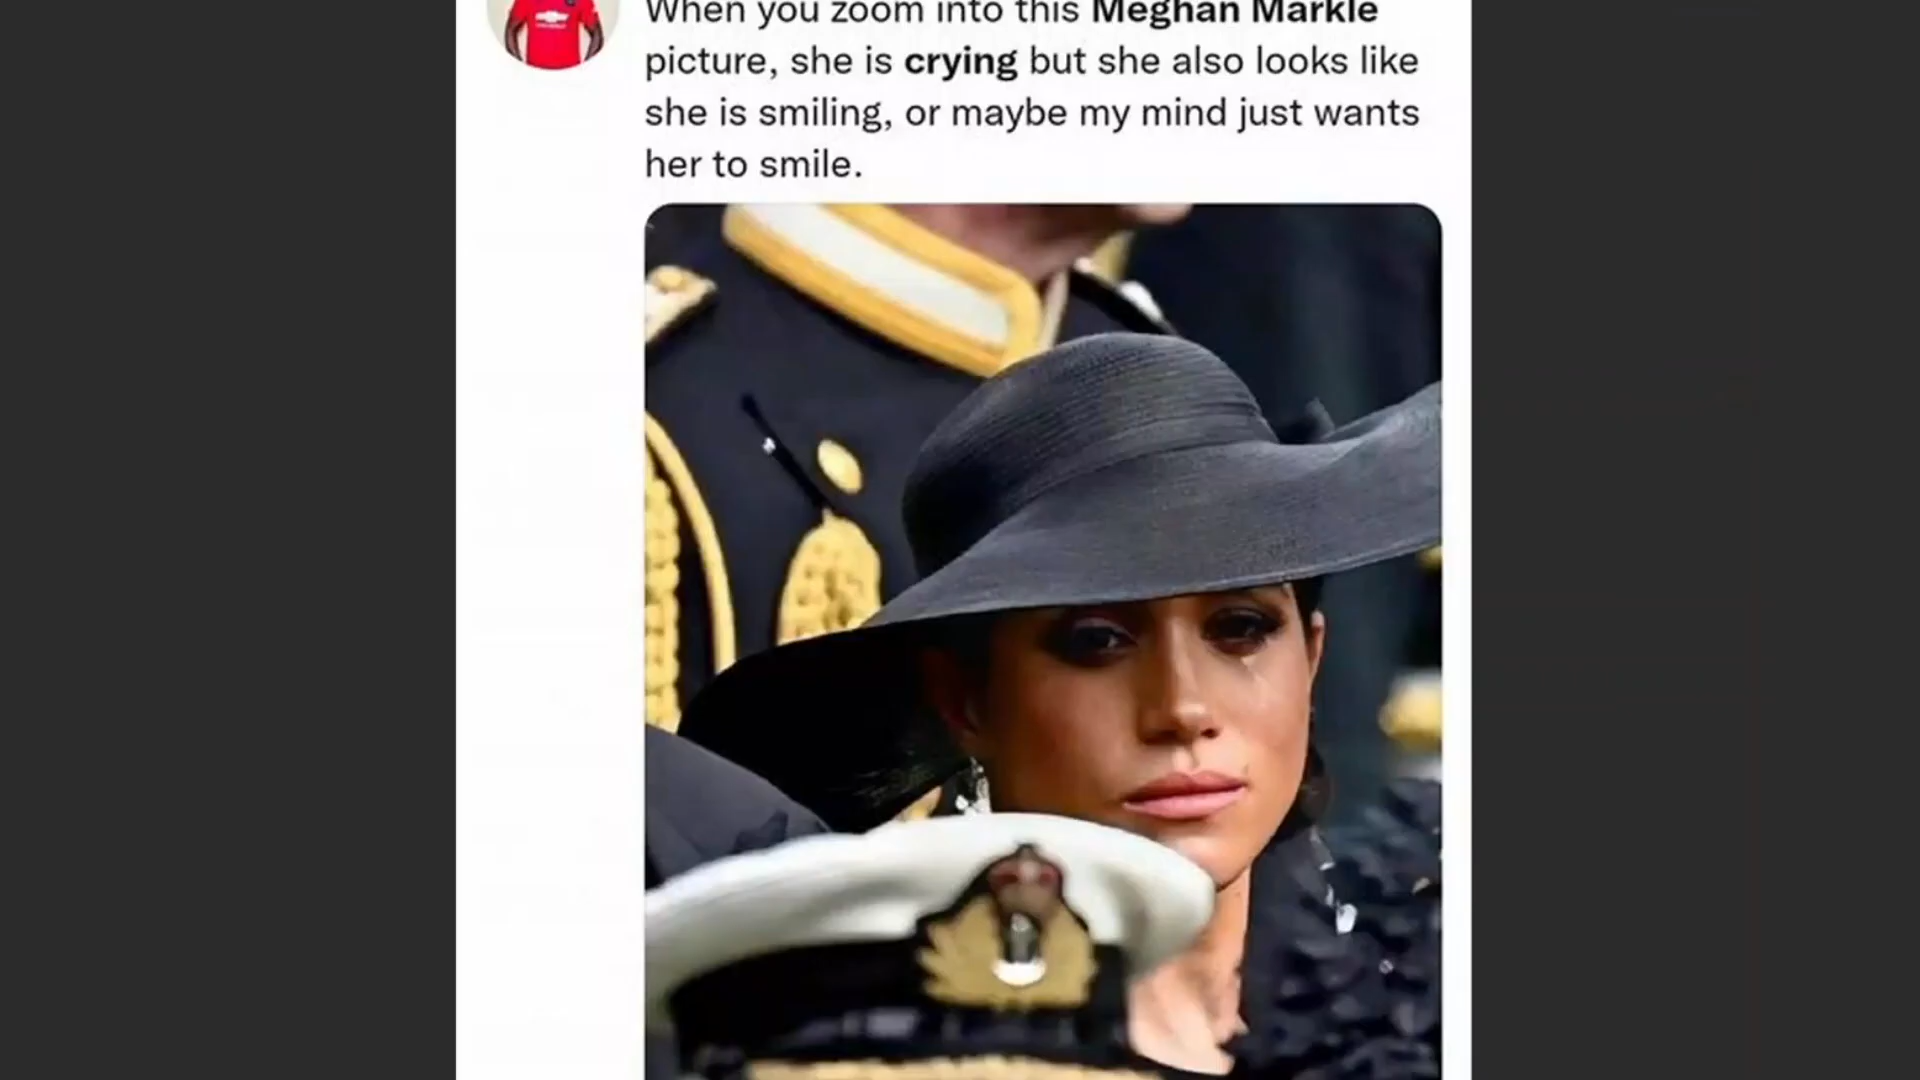 When you zoom into this Meghan Markle
picture, she is crying but she also looks like
she is smiling, or maybe my mind just wants
her to smile.